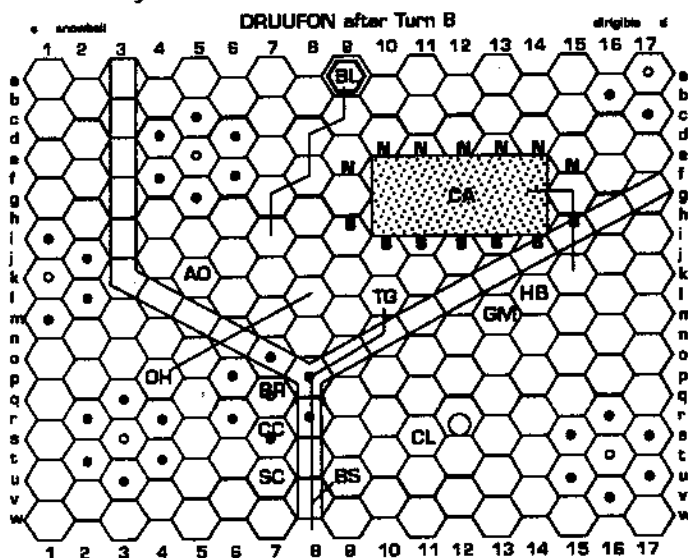 DRUUFON after Turn B
snowball dirigible
1 2 3 4 5 6 7 8 9 10 11 12 13 14 15 16 17
a BL a
b b
c c
d N N N N N d
e N N e
f f
g CA g
h h
i S S S S S S S i
j j
k AO k
l TG HB l
m GM m
n n
o o
p OH p
q BR q
r r
s CC CL s
t t
u SC BS u
v v
w w
1 2 3 4 5 6 7 8 9 10 11 12 13 14 15 16 17